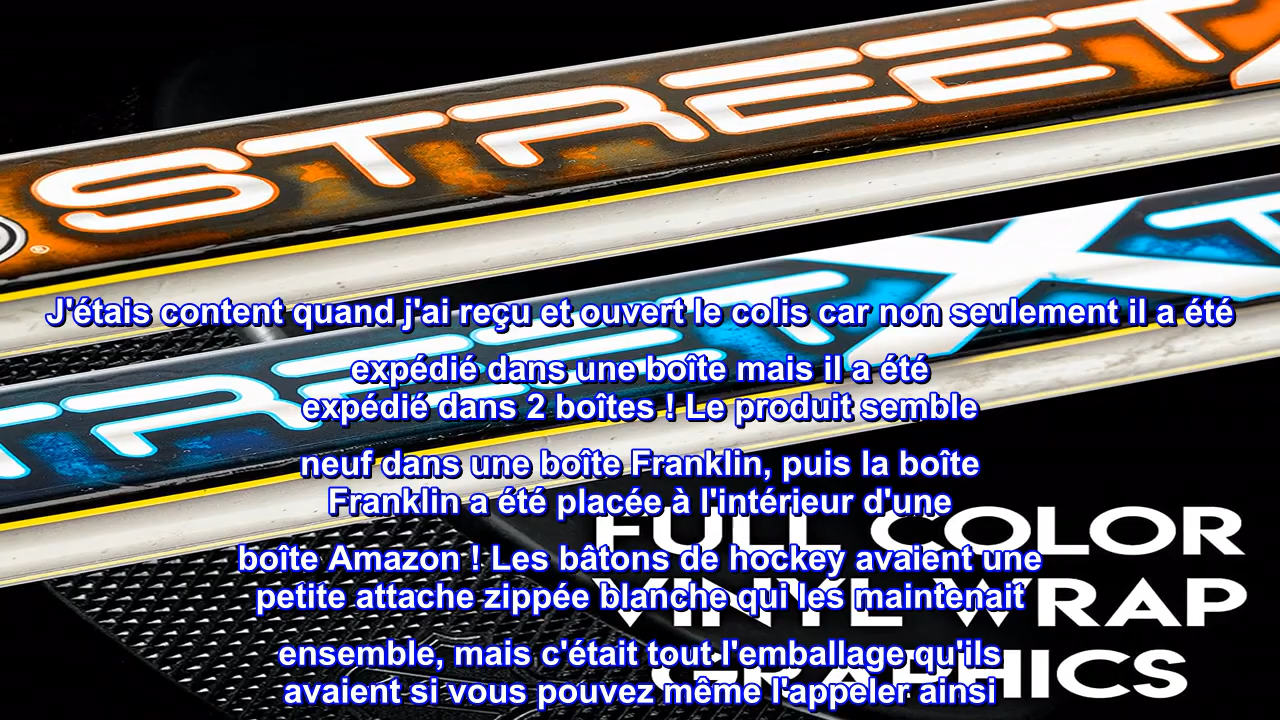 STREET
STREET X
J'étais content quand j'ai reçu et ouvert le colis car non seulement il a été
expédié dans une boîte mais il a été
expédié dans 2 boîtes ! Le produit semble
neuf dans une boîte Franklin, puis la boîte
Franklin a été placée à l'intérieur d'une
boîte Amazon ! Les bâtons de hockey avaient une
petite attache zippée blanche qui les maintenait
ensemble, mais c'était tout l'emballage qu'ils
avaient si vous pouvez même l'appeler ainsi
FULL COLOR
VINYL WRAP
GRAPHICS